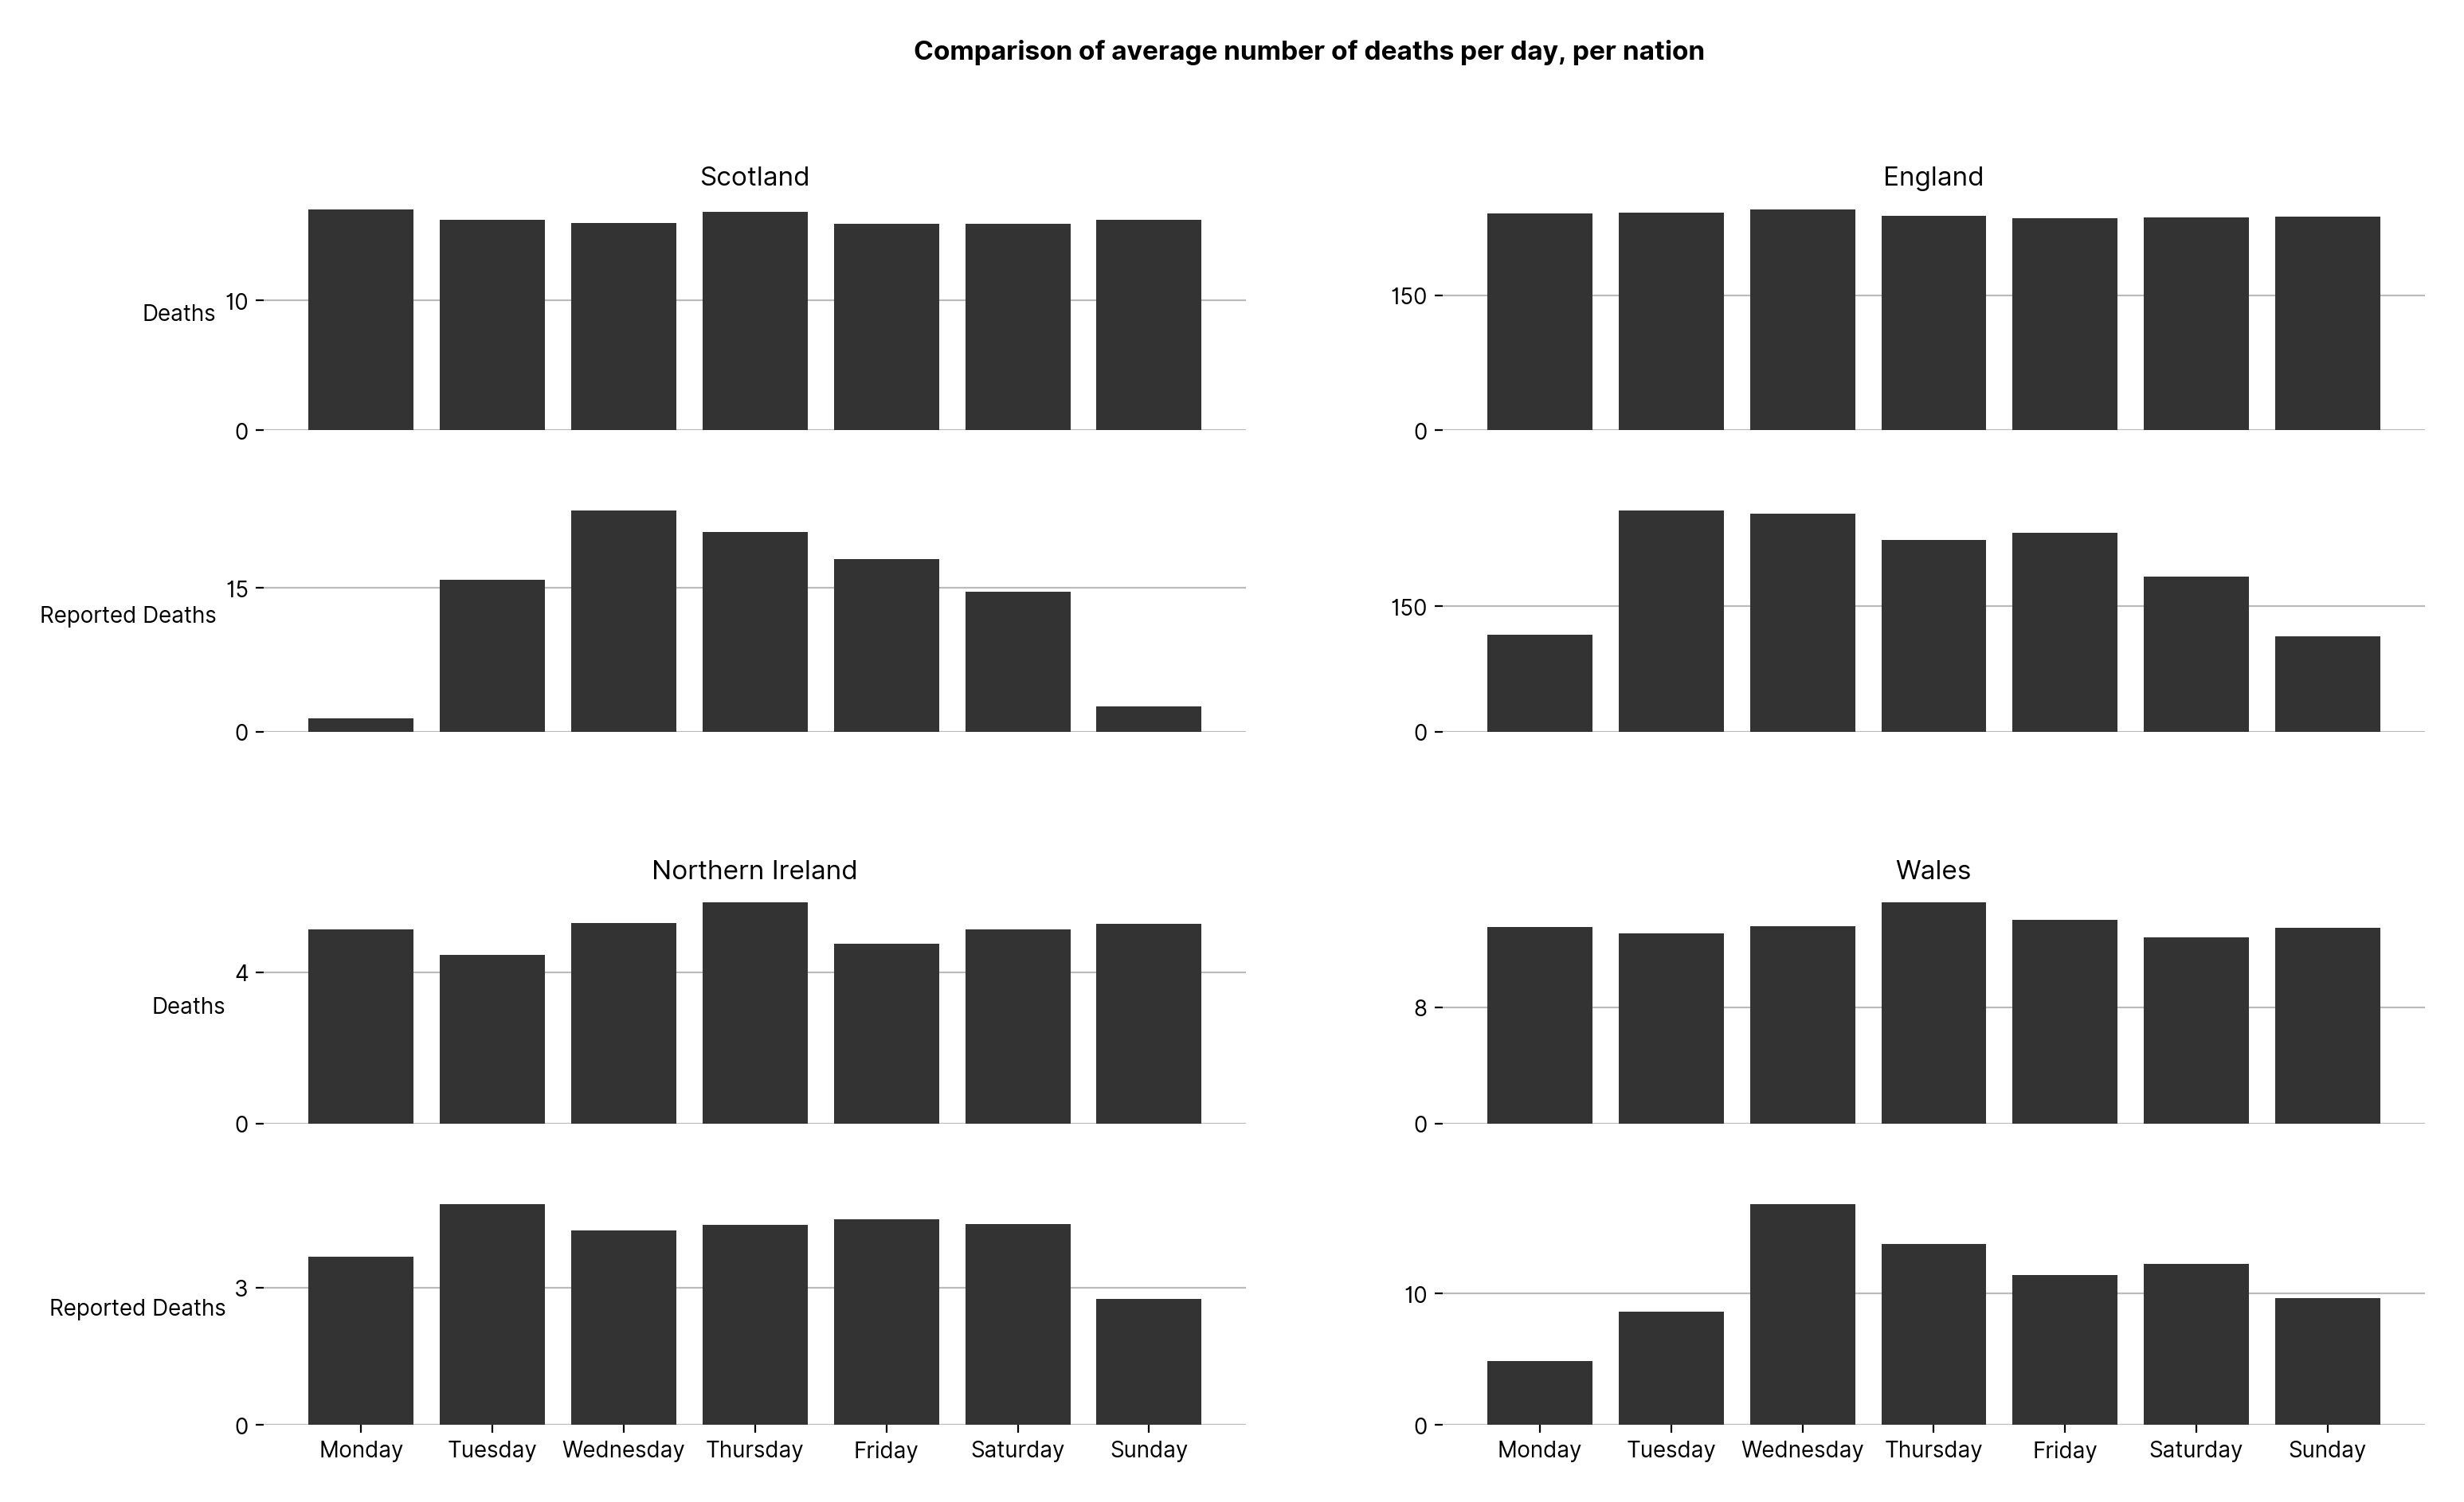 Comparison of average number of deaths per day, per nation
Scotland
Deaths
10
0
Reported Deaths
15
0
England
150
0
150
0
Northern Ireland
Deaths
4
0
Reported Deaths
3
0
Monday Tuesday Wednesday Thursday Friday Saturday Sunday
Wales
8
0
10
0
Monday Tuesday Wednesday Thursday Friday Saturday Sunday